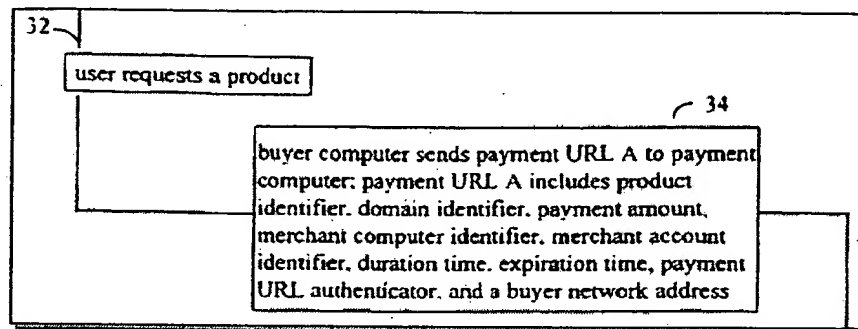 32
user requests a product
34
buyer computer sends payment URL A to payment
computer; payment URL A includes product
identifier, domain identifier, payment amount,
merchant computer identifier, merchant account
identifier, duration time, expiration time, payment
URL authenticator, and a buyer network address